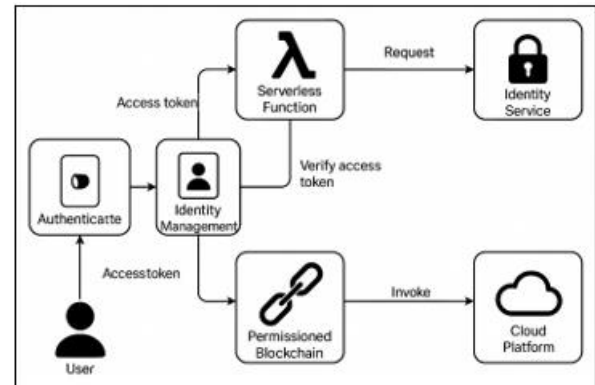 Request
Serverless
Function
Identity
Service
Access token
Verify access
token
Authenticatte
Identity
Management
Accesstoken
Invoke
User
Permissioned
Blockchain
Cloud
Platform